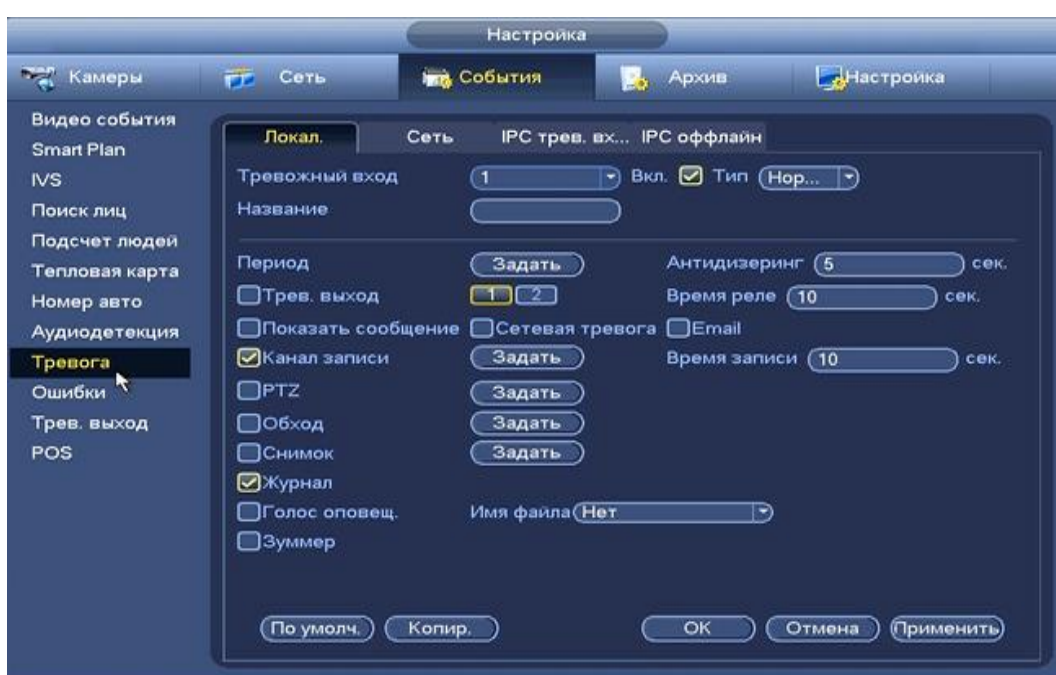 Настройка
Камеры Сеть События Архив Настройка
Видео события
Smart Plan
IVS
Поиск лиц
Подсчет людей
Тепловая карта
Номер авто
Аудиодетекция
Тревога
Ошибки
Трев. выход
POS
Локал. Сеть IPC трев. вх... IPC оффлайн
Тревожный вход 1 Вкл. Тип Нор...
Название
Период Задать Антидизеринг 5 сек.
Трев. выход 1 2 Время реле 10 сек.
Показать сообщение Сетевая тревога Email
Канал записи Задать Время записи 10 сек.
PTZ Задать
Обход Задать
Снимок Задать
Журнал
Голос оповещ. Имя файла Нет
Зуммер
По умолч. Копир. OK Отмена Применить